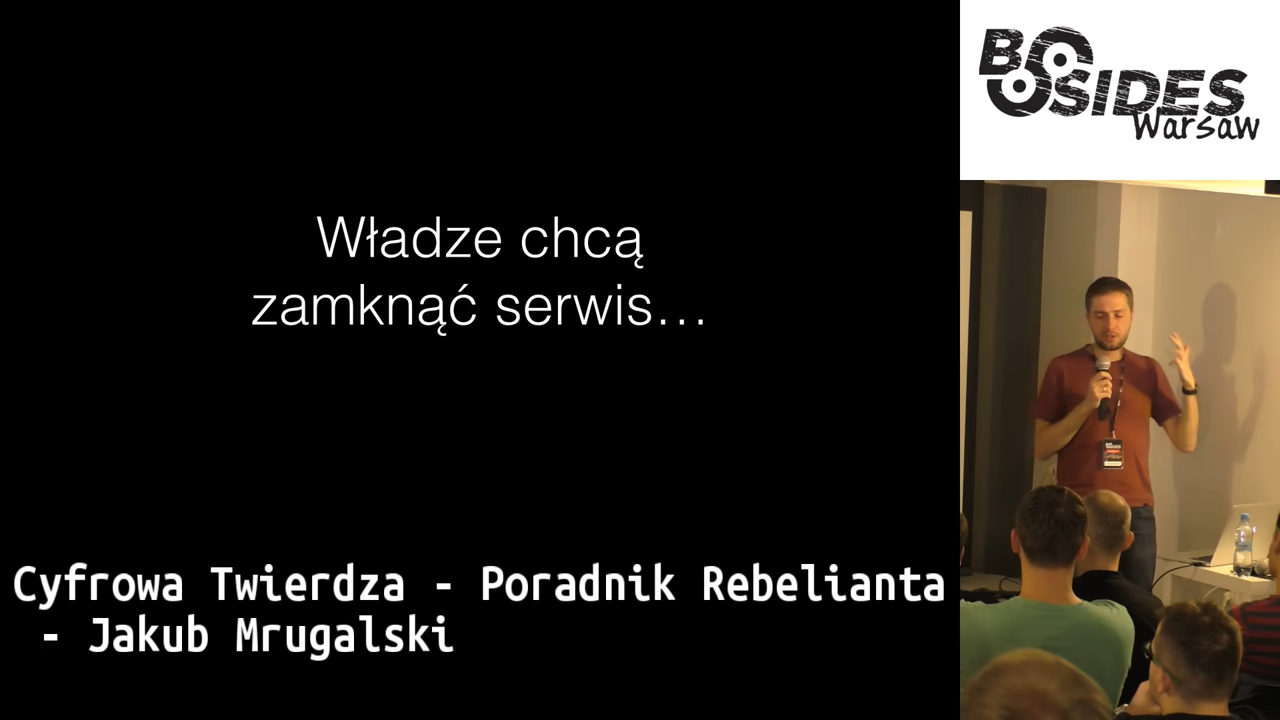 BSIDES
Warsaw
Władze chcą
zamknąć serwis...
Cyfrowa Twierdza - Poradnik Rebelianta
- Jakub Mrugalski